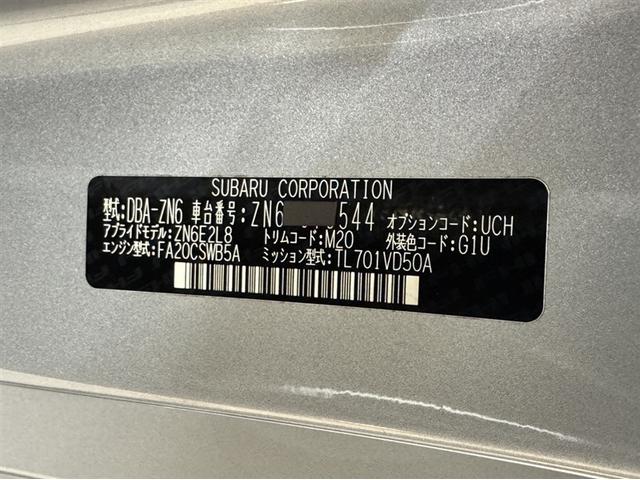 SUBARU CORPORATION
型式:DBA-ZN6 車台番号:ZN6 544 オプションコード:UCH
アプライドモデル:ZN6E2L8 トリムコード:M20 外装色コード:G1U
エンジン型式:FA20CSWB5A ミッション型式:TL701VD50A